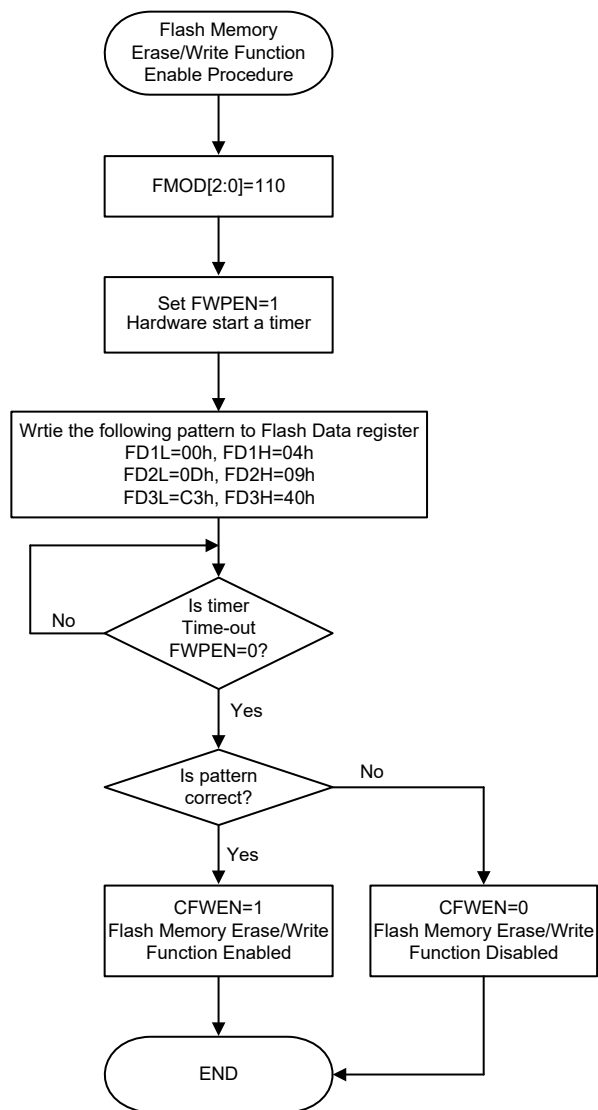 Flash Memory
Erase/Write Function
Enable Procedure
FMOD[2:0]=110
Set FWPEN=1
Hardware start a timer
Wrtie the following pattern to Flash Data register
FD1L=00h, FD1H=04h
FD2L=0Dh, FD2H=09h
FD3L=C3h, FD3H=40h
Is timer
Time-out
FWPEN=0?
No
Yes
Is pattern
correct?
No
Yes
CFWEN=1
Flash Memory Erase/Write
Function Enabled
CFWEN=0
Flash Memory Erase/Write
Function Disabled
END